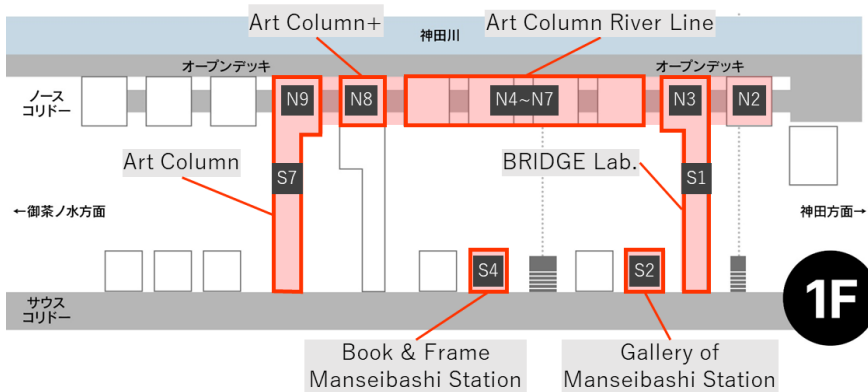 Art Column+
神田川
Art Column River Line
オープンデッキ
オープンデッキ
ノース
コリドー
N9
N8
N4~N7
N3
N2
Art Column
S7
BRIDGE Lab.
S1
←御茶ノ水方面
神田方面→
S4
S2
1F
サウス
コリドー
Book & Frame
Manseibashi Station
Gallery of
Manseibashi Station